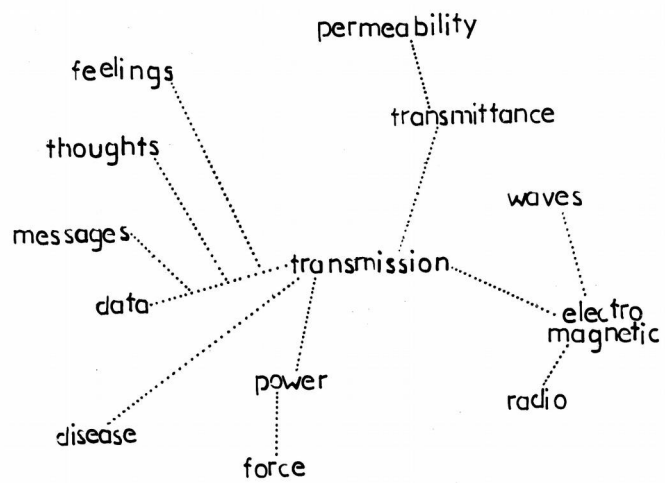 permeability
feelings
transmittance
thoughts
waves
messages
transmission
data
electro
magnetic
power
radio
disease
force